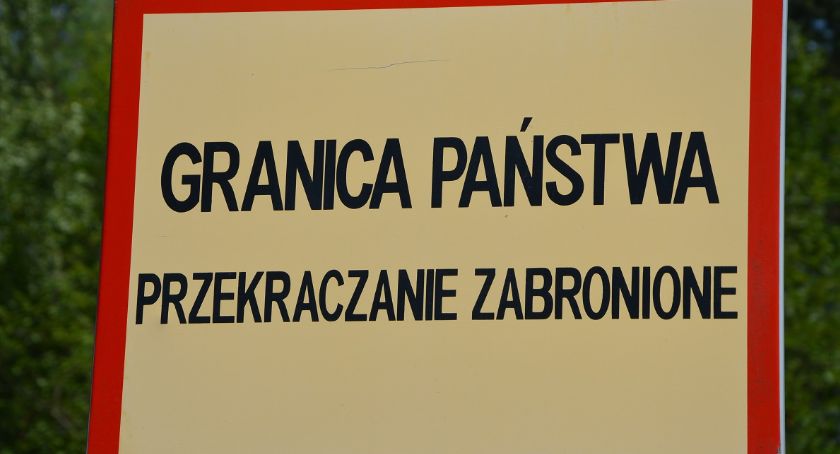 GRANICA PAŃSTWA
PRZEKRACZANIE ZABRONIONE